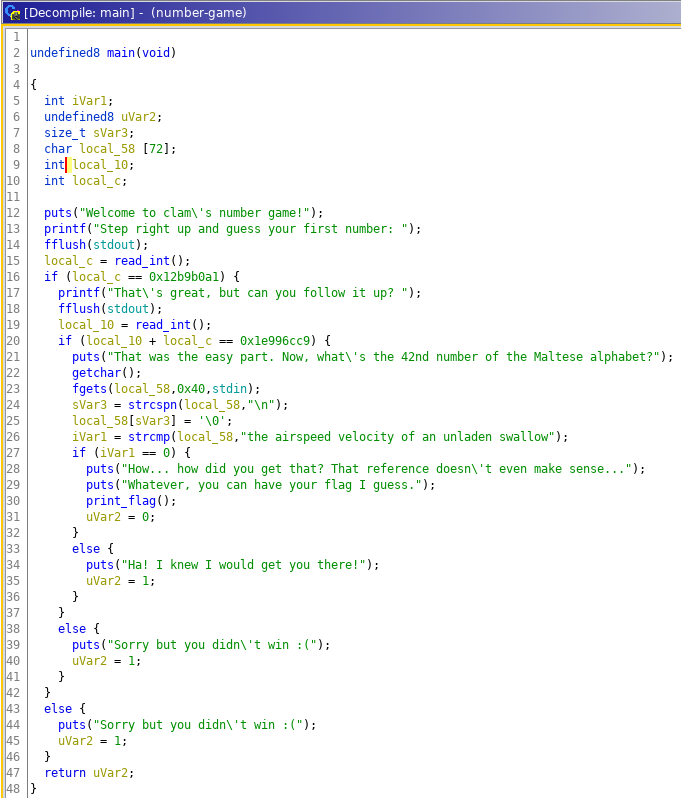 [Decompile: main] - (number-game)
1
2 undefined8 main(void)
3
4 {
5   int iVar1;
6   undefined8 uVar2;
7   size_t sVar3;
8   char local_58 [72];
9   int local_10;
10   int local_c;
11
12   puts("Welcome to clam\'s number game!");
13   printf("Step right up and guess your first number: ");
14   fflush(stdout);
15   local_c = read_int();
16   if (local_c == 0x12b9b0a1) {
17     printf("That\'s great, but can you follow it up? ");
18     fflush(stdout);
19     local_10 = read_int();
20     if (local_10 + local_c == 0x1e996cc9) {
21       puts("That was the easy part. Now, what\'s the 42nd number of the Maltese alphabet?");
22       getchar();
23       fgets(local_58,0x40,stdin);
24       sVar3 = strcspn(local_58,"\n");
25       local_58[sVar3] = '\0';
26       iVar1 = strcmp(local_58,"the airspeed velocity of an unladen swallow");
27       if (iVar1 == 0) {
28         puts("How... how did you get that? That reference doesn\'t even make sense...");
29         puts("Whatever, you can have your flag I guess.");
30         print_flag();
31         uVar2 = 0;
32       }
33       else {
34         puts("Ha! I knew I would get you there!");
35         uVar2 = 1;
36       }
37     }
38     else {
39       puts("Sorry but you didn\'t win :(");
40       uVar2 = 1;
41     }
42   }
43   else {
44     puts("Sorry but you didn\'t win :(");
45     uVar2 = 1;
46   }
47   return uVar2;
48 }